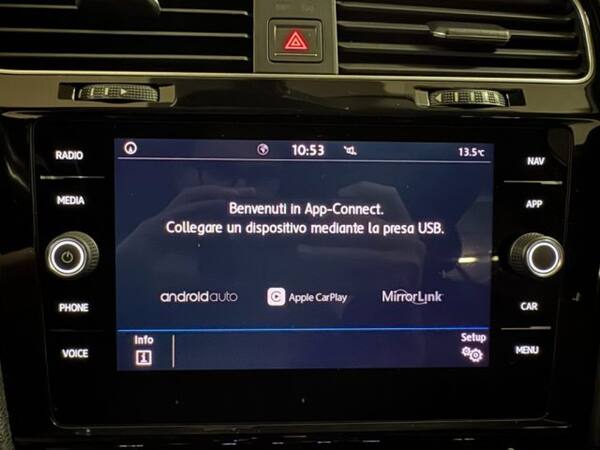 RADIO
MEDIA
PHONE
VOICE
10:53
13.5°C
Benvenuti in App-Connect.
Collegare un dispositivo mediante la presa USB.
androidauto
Apple CarPlay
MirrorLink
Info
Setup
NAV
APP
CAR
MENU